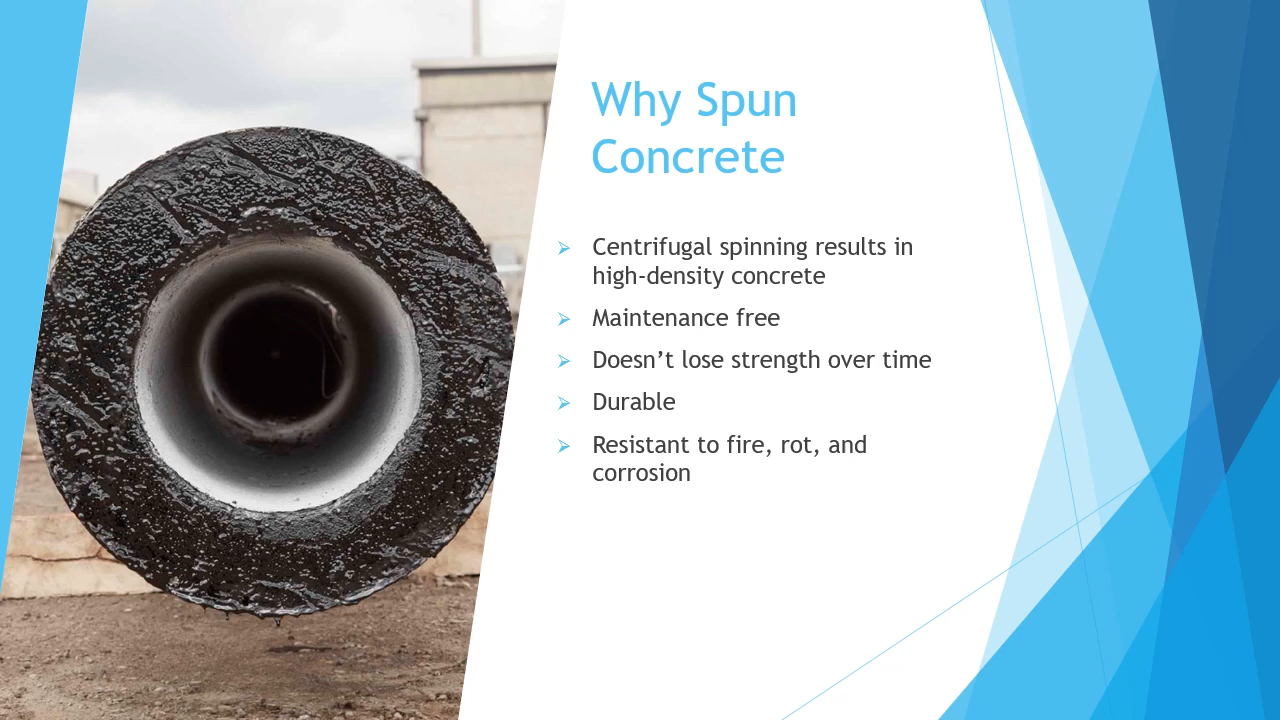 Why Spun
Concrete
Centrifugal spinning results in
high-density concrete
Maintenance free
Doesn’t lose strength over time
Durable
Resistant to fire, rot, and
corrosion